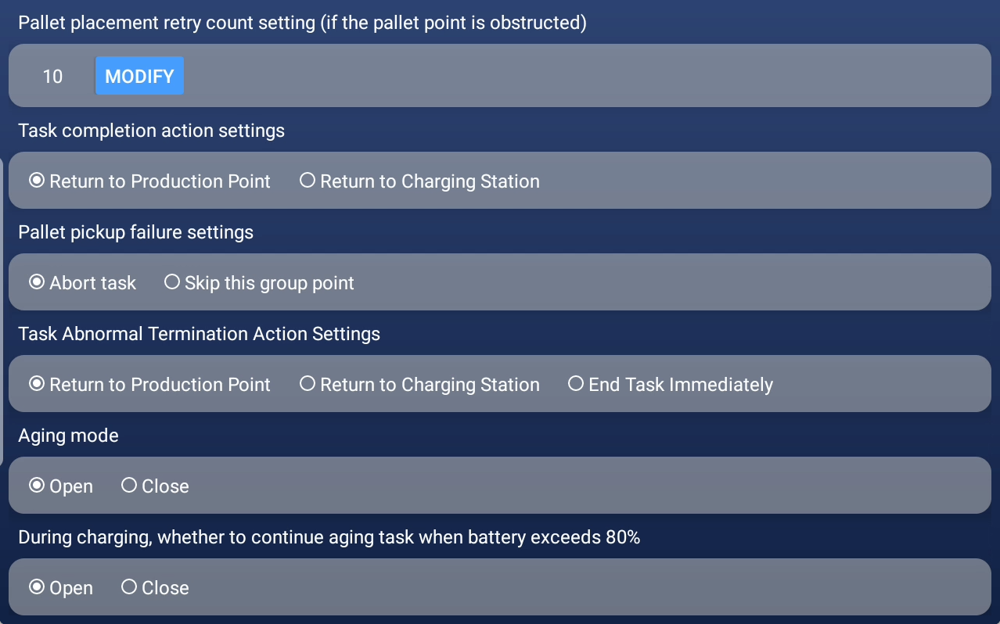 Pallet placement retry count setting (if the pallet point is obstructed)
10 MODIFY
Task completion action settings
Return to Production Point Return to Charging Station
Pallet pickup failure settings
Abort task Skip this group point
Task Abnormal Termination Action Settings
Return to Production Point Return to Charging Station End Task Immediately
Aging mode
Open Close
During charging, whether to continue aging task when battery exceeds 80%
Open Close